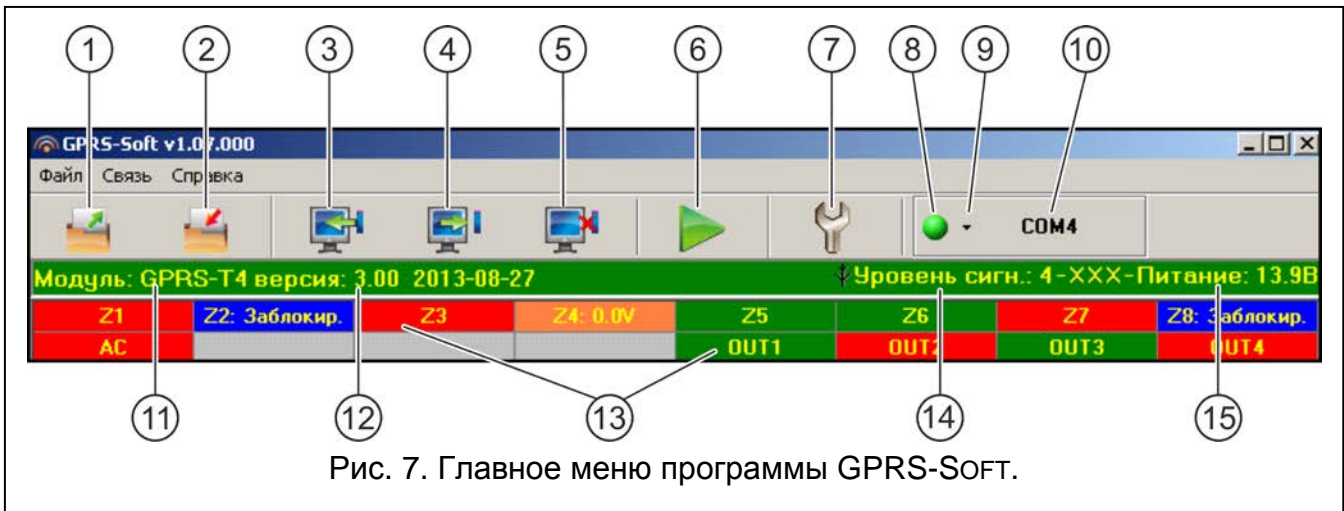 1 2 3 4 5 6 7 8 9 10
GPRS-Soft v1.07.000
Файл Связь Справка
COM4
Модуль: GPRS-T4 версия: 3.00 2013-08-27 Уровень сигн.: 4-XXX-Питание: 13.9В
Z1 Z2: Заблокир. Z3 Z4: 0.0V Z5 Z6 Z7 Z8: Заблокир.
AC OUT1 OUT2 OUT3 OUT4
11 12 13 14 15
Рис. 7. Главное меню программы GPRS-SOFT.